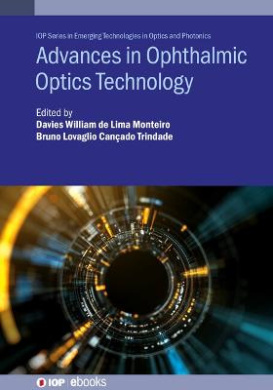 IOP Series in Emerging Technologies in Optics and Photonics
Advances in Ophthalmic
Optics Technology
Edited by
Davies William de Lima Monteiro
Bruno Lovaglio Cançado Trindade
IOP ebooks